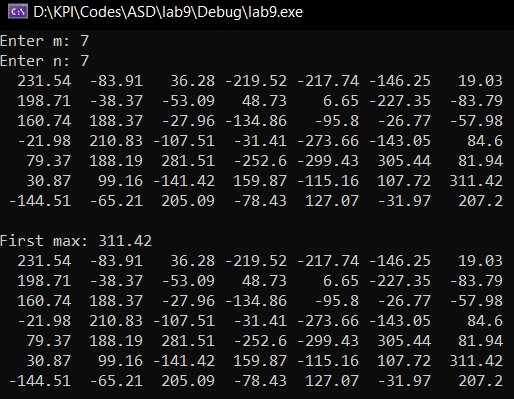 D:\KPI\Codes\ASD\lab9\Debug\lab9.exe
Enter m: 7
Enter n: 7
231.54 -83.91 36.28 -219.52 -217.74 -146.25 19.03
198.71 -38.37 -53.09 48.73 6.65 -227.35 -83.79
160.74 188.37 -27.96 -134.86 -95.8 -26.77 -57.98
-21.98 210.83 -107.51 -31.41 -273.66 -143.05 84.6
79.37 188.19 281.51 -252.6 -299.43 305.44 81.94
30.87 99.16 -141.42 159.87 -115.16 107.72 311.42
-144.51 -65.21 205.09 -78.43 127.07 -31.97 207.2
First max: 311.42
231.54 -83.91 36.28 -219.52 -217.74 -146.25 19.03
198.71 -38.37 -53.09 48.73 6.65 -227.35 -83.79
160.74 188.37 -27.96 -134.86 -95.8 -26.77 -57.98
-21.98 210.83 -107.51 -31.41 -273.66 -143.05 84.6
79.37 188.19 281.51 -252.6 -299.43 305.44 81.94
30.87 99.16 -141.42 159.87 -115.16 107.72 311.42
-144.51 -65.21 205.09 -78.43 127.07 -31.97 207.2